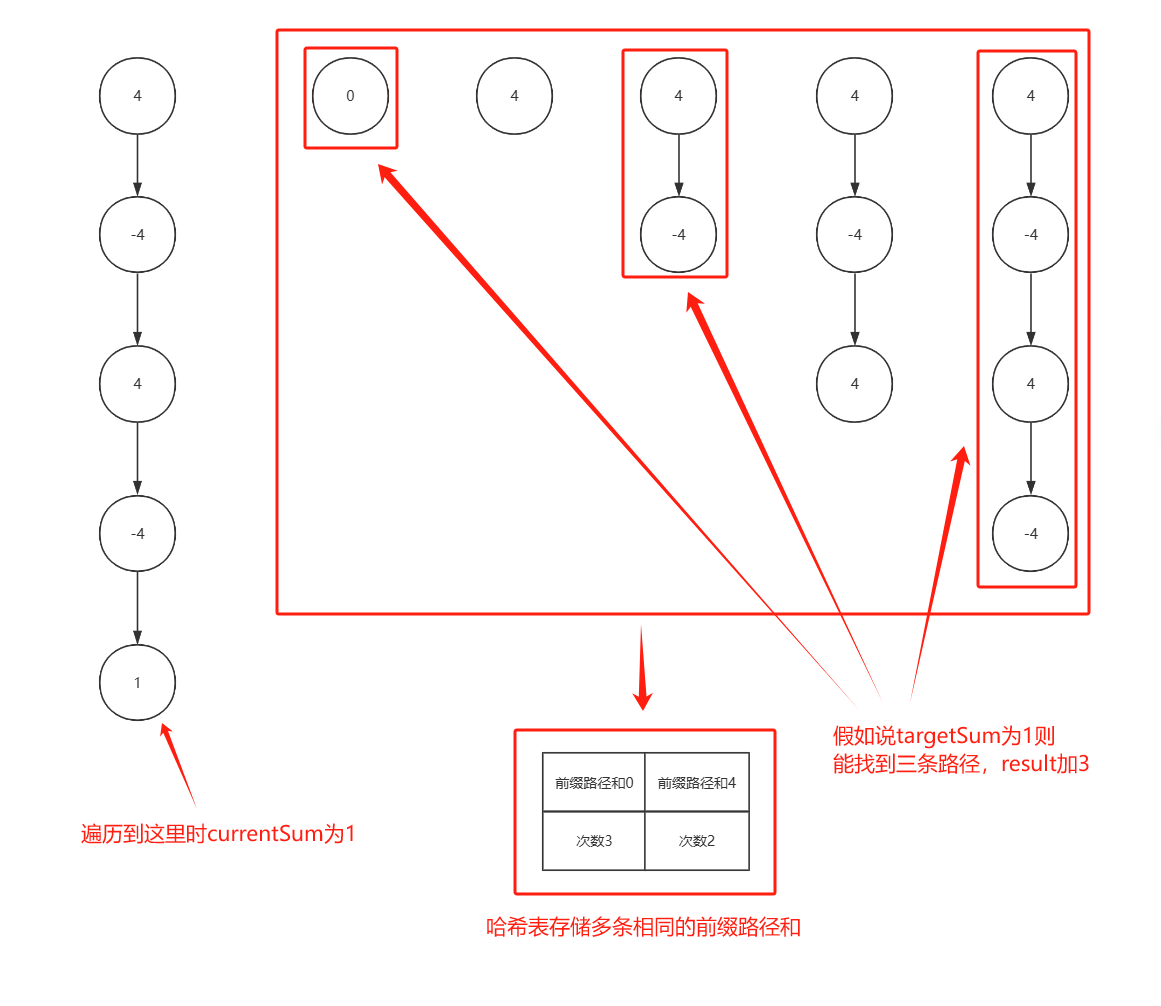 4
0
4
4
4
4
-4
-4
-4
-4
4
4
4
-4
-4
1
假如说targetSum为1则
能找到三条路径，result加3
前缀路径和0
前缀路径和4
次数3
次数2
遍历到这里时currentSum为1
哈希表存储多条相同的前缀路径和